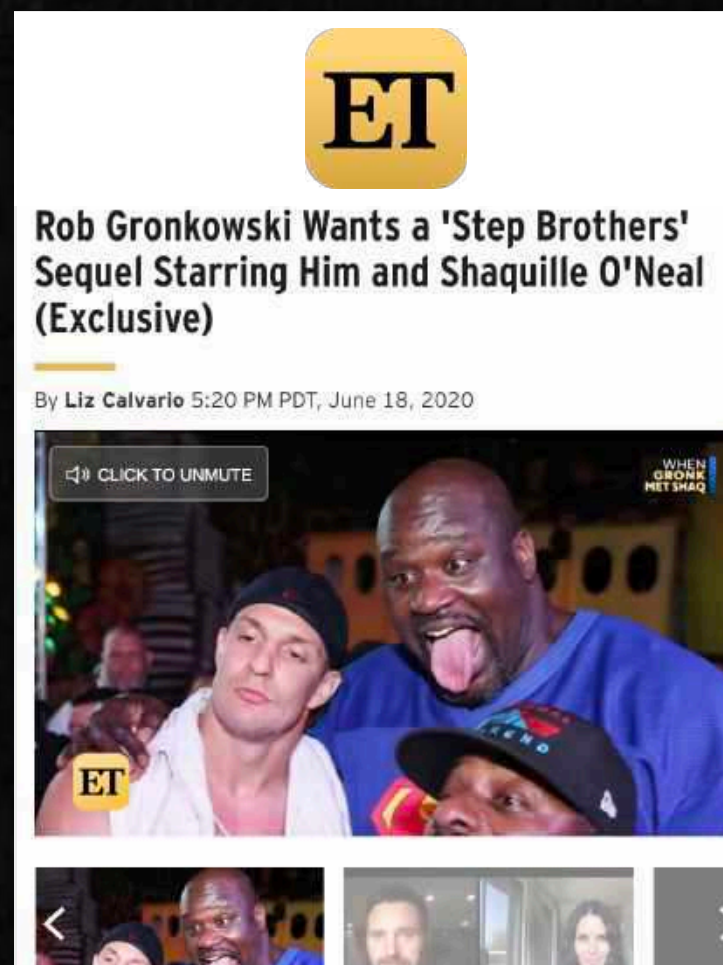 ET
Rob Gronkowski Wants a 'Step Brothers'
Sequel Starring Him and Shaquille O'Neal
(Exclusive)
By Liz Calvario 5:20 PM PDT, June 18, 2020
CLICK TO UNMUTE
WHEN
GRONK
MET SHAQ
ET